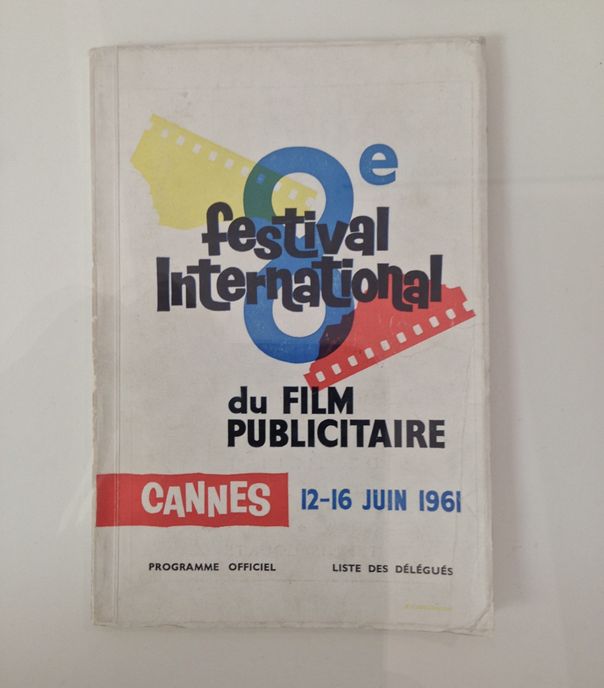 8e
festival
International
du FILM
PUBLICITAIRE
CANNES 12-16 JUIN 1961
PROGRAMME OFFICIEL LISTE DES DÉLÉGUÉS